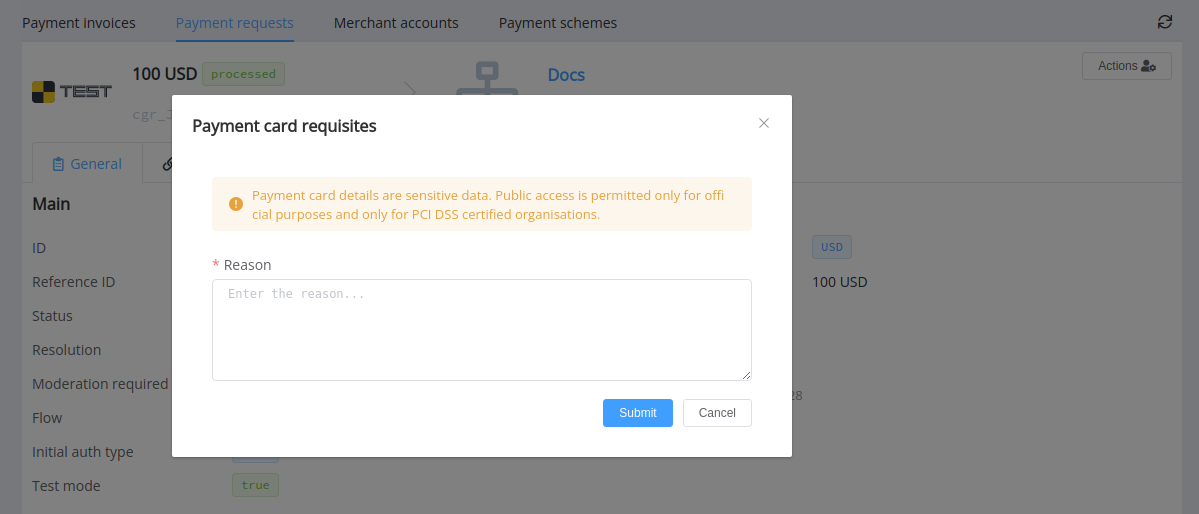 Payment invoices Payment requests Merchant accounts Payment schemes
100 USD processed
Docs
Actions
TEST
Payment card requisites
General
Payment card details are sensitive data. Public access is permitted only for offi
cial purposes and only for PCI DSS certified organisations.
Main
ID
USD
* Reason
Reference ID
100 USD
Enter the reason...
Status
Resolution
Moderation required
28
Flow
Submit Cancel
Initial auth type
Test mode
true